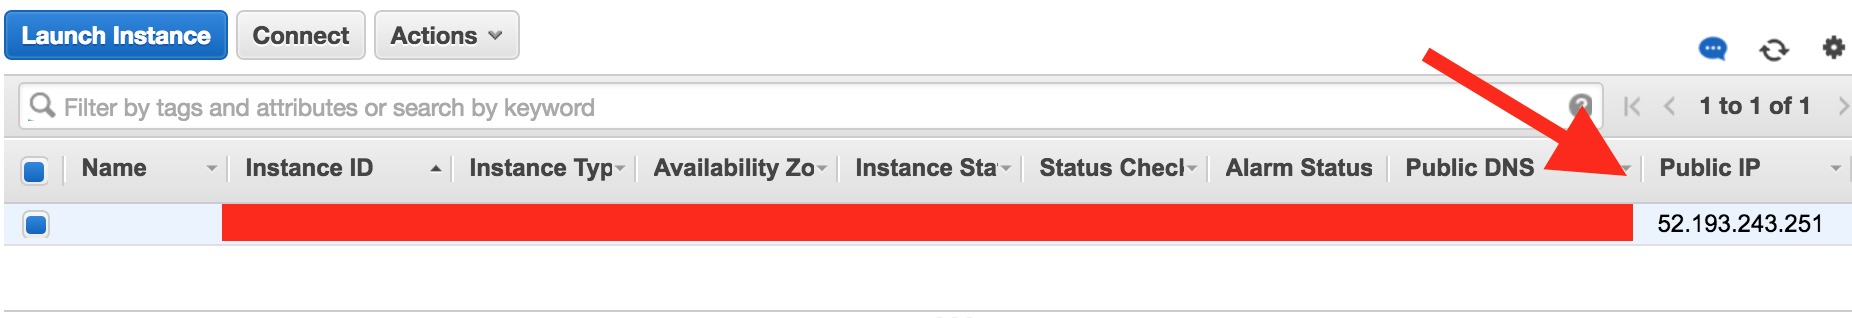 Launch Instance Connect Actions
Filter by tags and attributes or search by keyword 1 to 1 of 1
Name Instance ID Instance Typ Availability Zo Instance Sta Status Check Alarm Status Public DNS Public IP
52.193.243.251